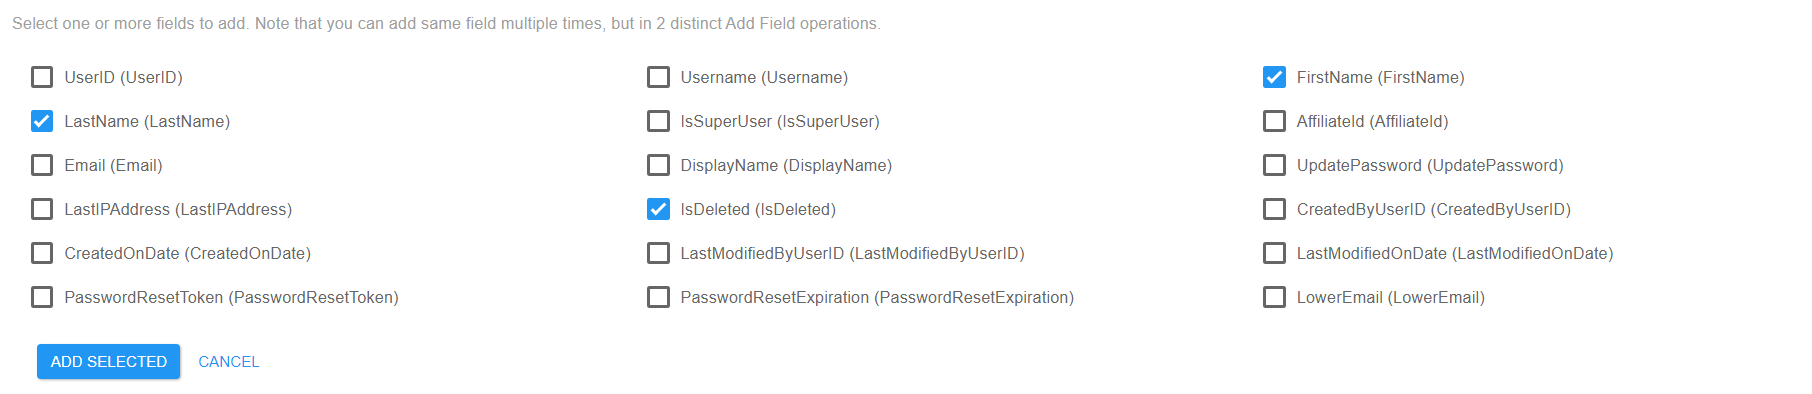 Select one or more fields to add. Note that you can add same field multiple times, but in 2 distinct Add Field operations.
UserID (UserID)
Username (Username)
FirstName (FirstName)
LastName (LastName)
IsSuperUser (IsSuperUser)
AffiliateId (AffiliateId)
Email (Email)
DisplayName (DisplayName)
UpdatePassword (UpdatePassword)
LastIPAddress (LastIPAddress)
IsDeleted (IsDeleted)
CreatedByUserID (CreatedByUserID)
CreatedOnDate (CreatedOnDate)
LastModifiedByUserID (LastModifiedByUserID)
LastModifiedOnDate (LastModifiedOnDate)
PasswordResetToken (PasswordResetToken)
PasswordResetExpiration (PasswordResetExpiration)
LowerEmail (LowerEmail)
ADD SELECTED
CANCEL